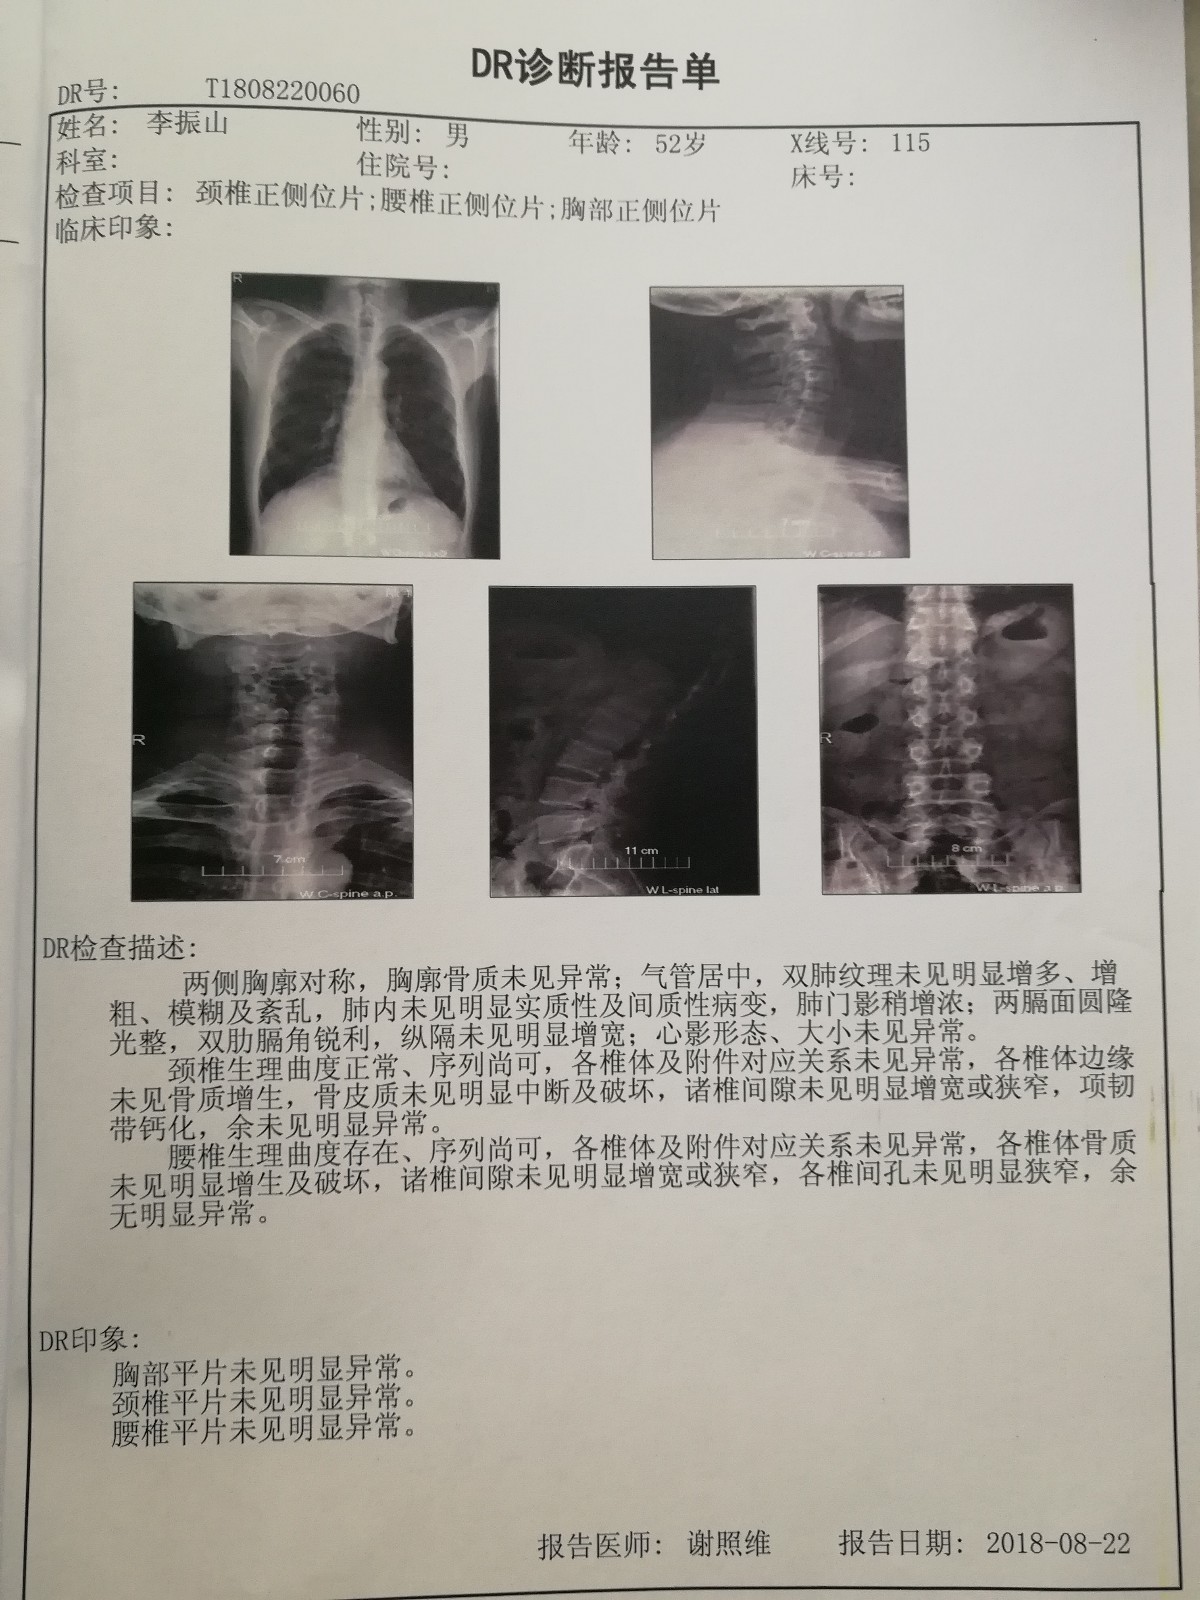 DR诊断报告单
DR号: T1808220060
姓名: 李振山 性别: 男 年龄: 52岁 X线号: 115
科室: 住院号: 床号:
检查项目: 颈椎正侧位片;腰椎正侧位片;胸部正侧位片
临床印象:
R
W C-spine lat
R
7 cm
W C-spine a.p.
11 cm
W L-spine lat
R
8 cm
W L-spine a.p.
DR检查描述:
两侧胸廓对称，胸廓骨质未见异常；气管居中，双肺纹理未见明显增多、增
粗、模糊及紊乱，肺内未见明显实质性及间质性病变，肺门影稍增浓；两膈面圆隆
光整，双肋膈角锐利，纵隔未见明显增宽；心影形态、大小未见异常。
颈椎生理曲度正常、序列尚可，各椎体及附件对应关系未见异常，各椎体边缘
未见骨质增生，骨皮质未见明显中断及破坏，诸椎间隙未见明显增宽或狭窄，项韧
带钙化，余未见明显异常。
腰椎生理曲度存在、序列尚可，各椎体及附件对应关系未见异常，各椎体骨质
未见明显增生及破坏，诸椎间隙未见明显增宽或狭窄，各椎间孔未见明显狭窄，余
无明显异常。
DR印象:
胸部平片未见明显异常。
颈椎平片未见明显异常。
腰椎平片未见明显异常。
报告医师: 谢照维 报告日期: 2018-08-22